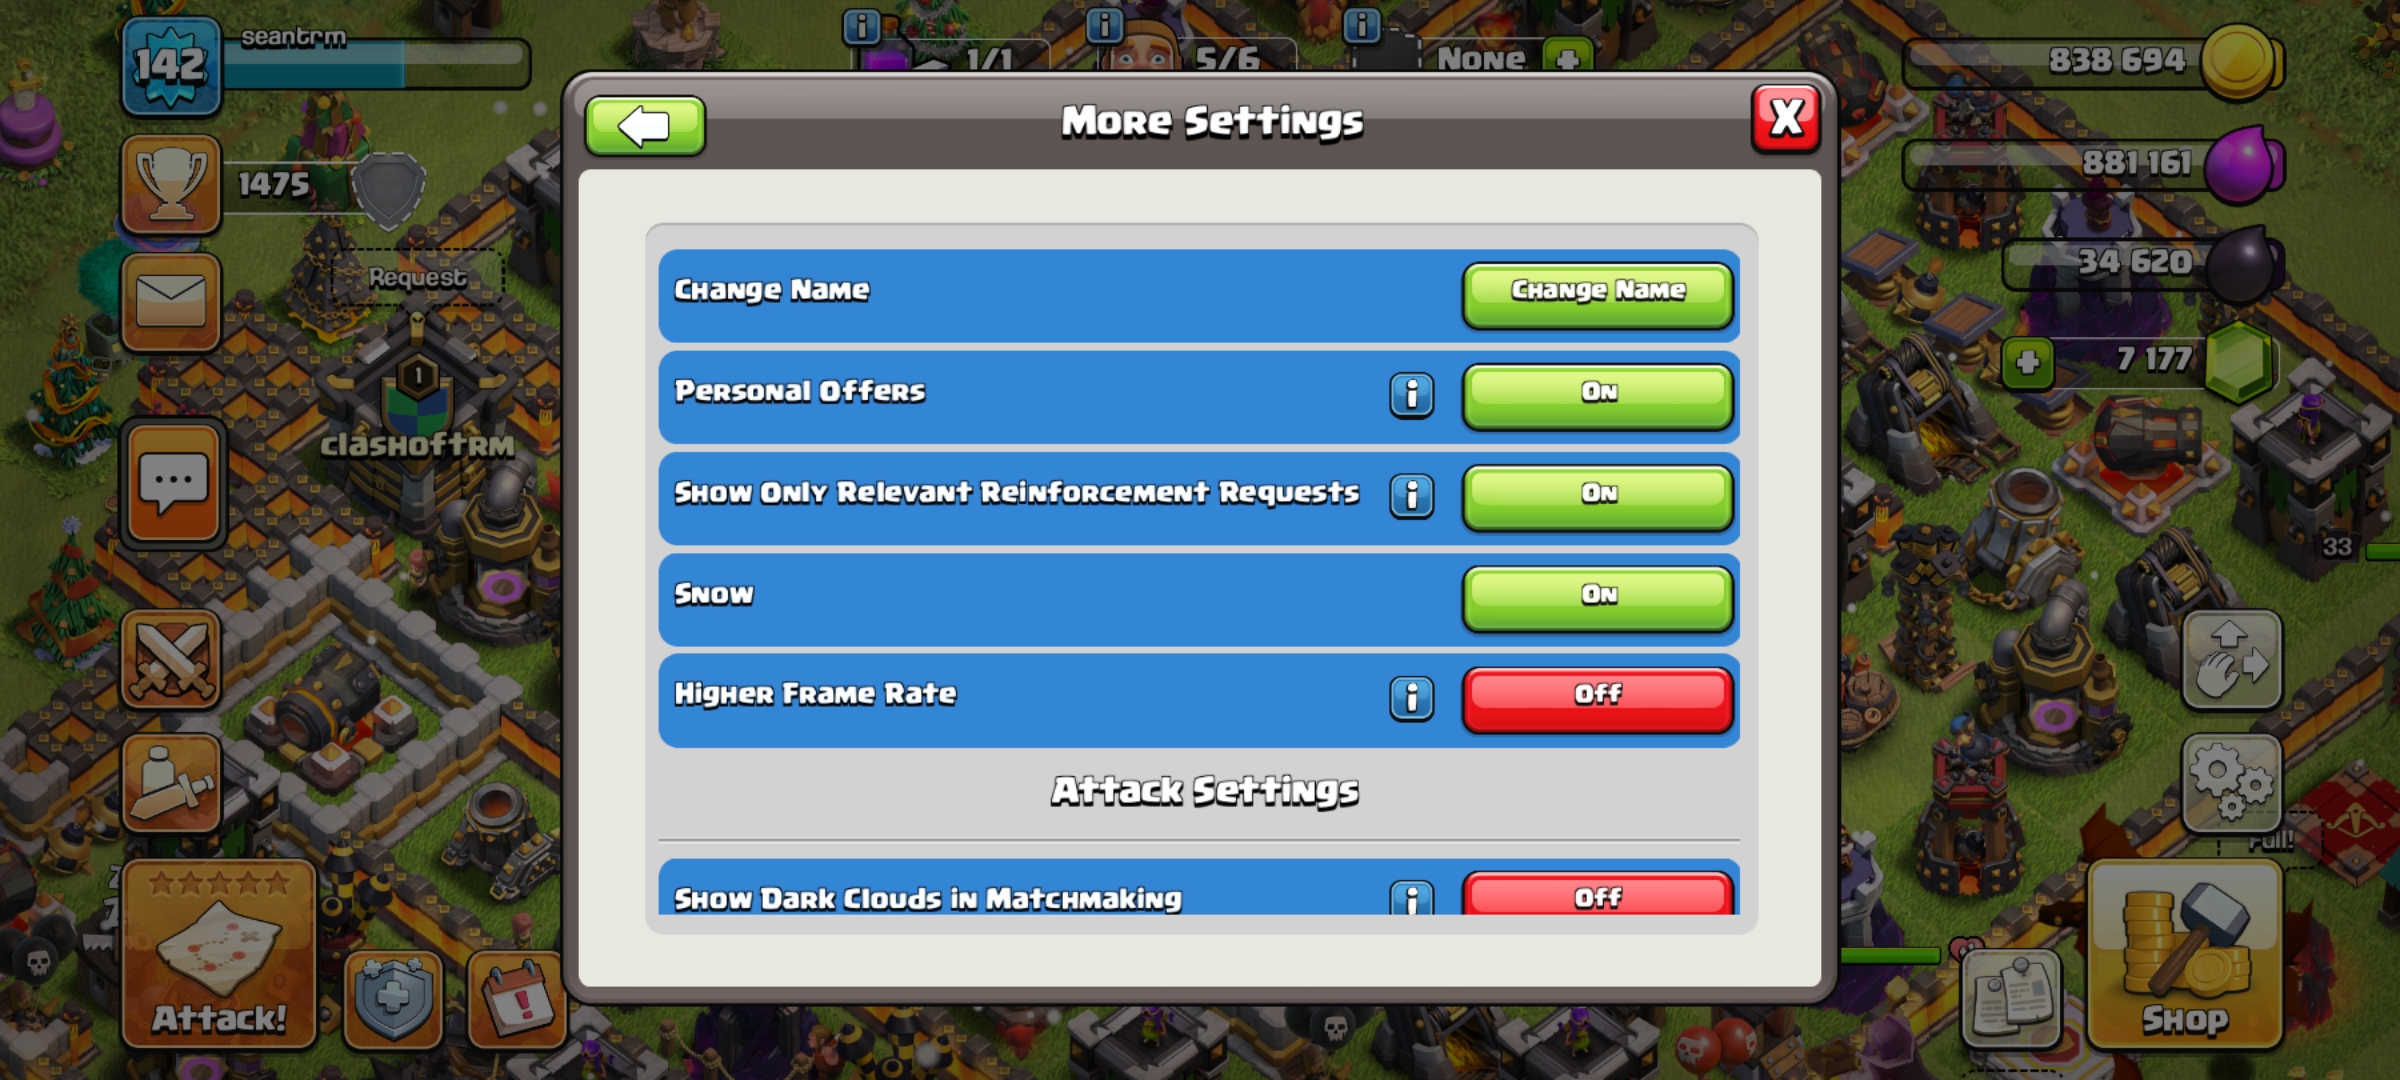 142
seantrm
1/1
5/6
None
838 694
More Settings
X
1475
881 161
Request
34 620
Change Name
Change Name
7 177
1
Personal Offers
On
clashoftrm
Show Only Relevant Reinforcement Requests
On
33
Snow
On
Higher Frame Rate
Off
Attack Settings
Full!
Show Dark Clouds in Matchmaking
Off
Attack!
Shop